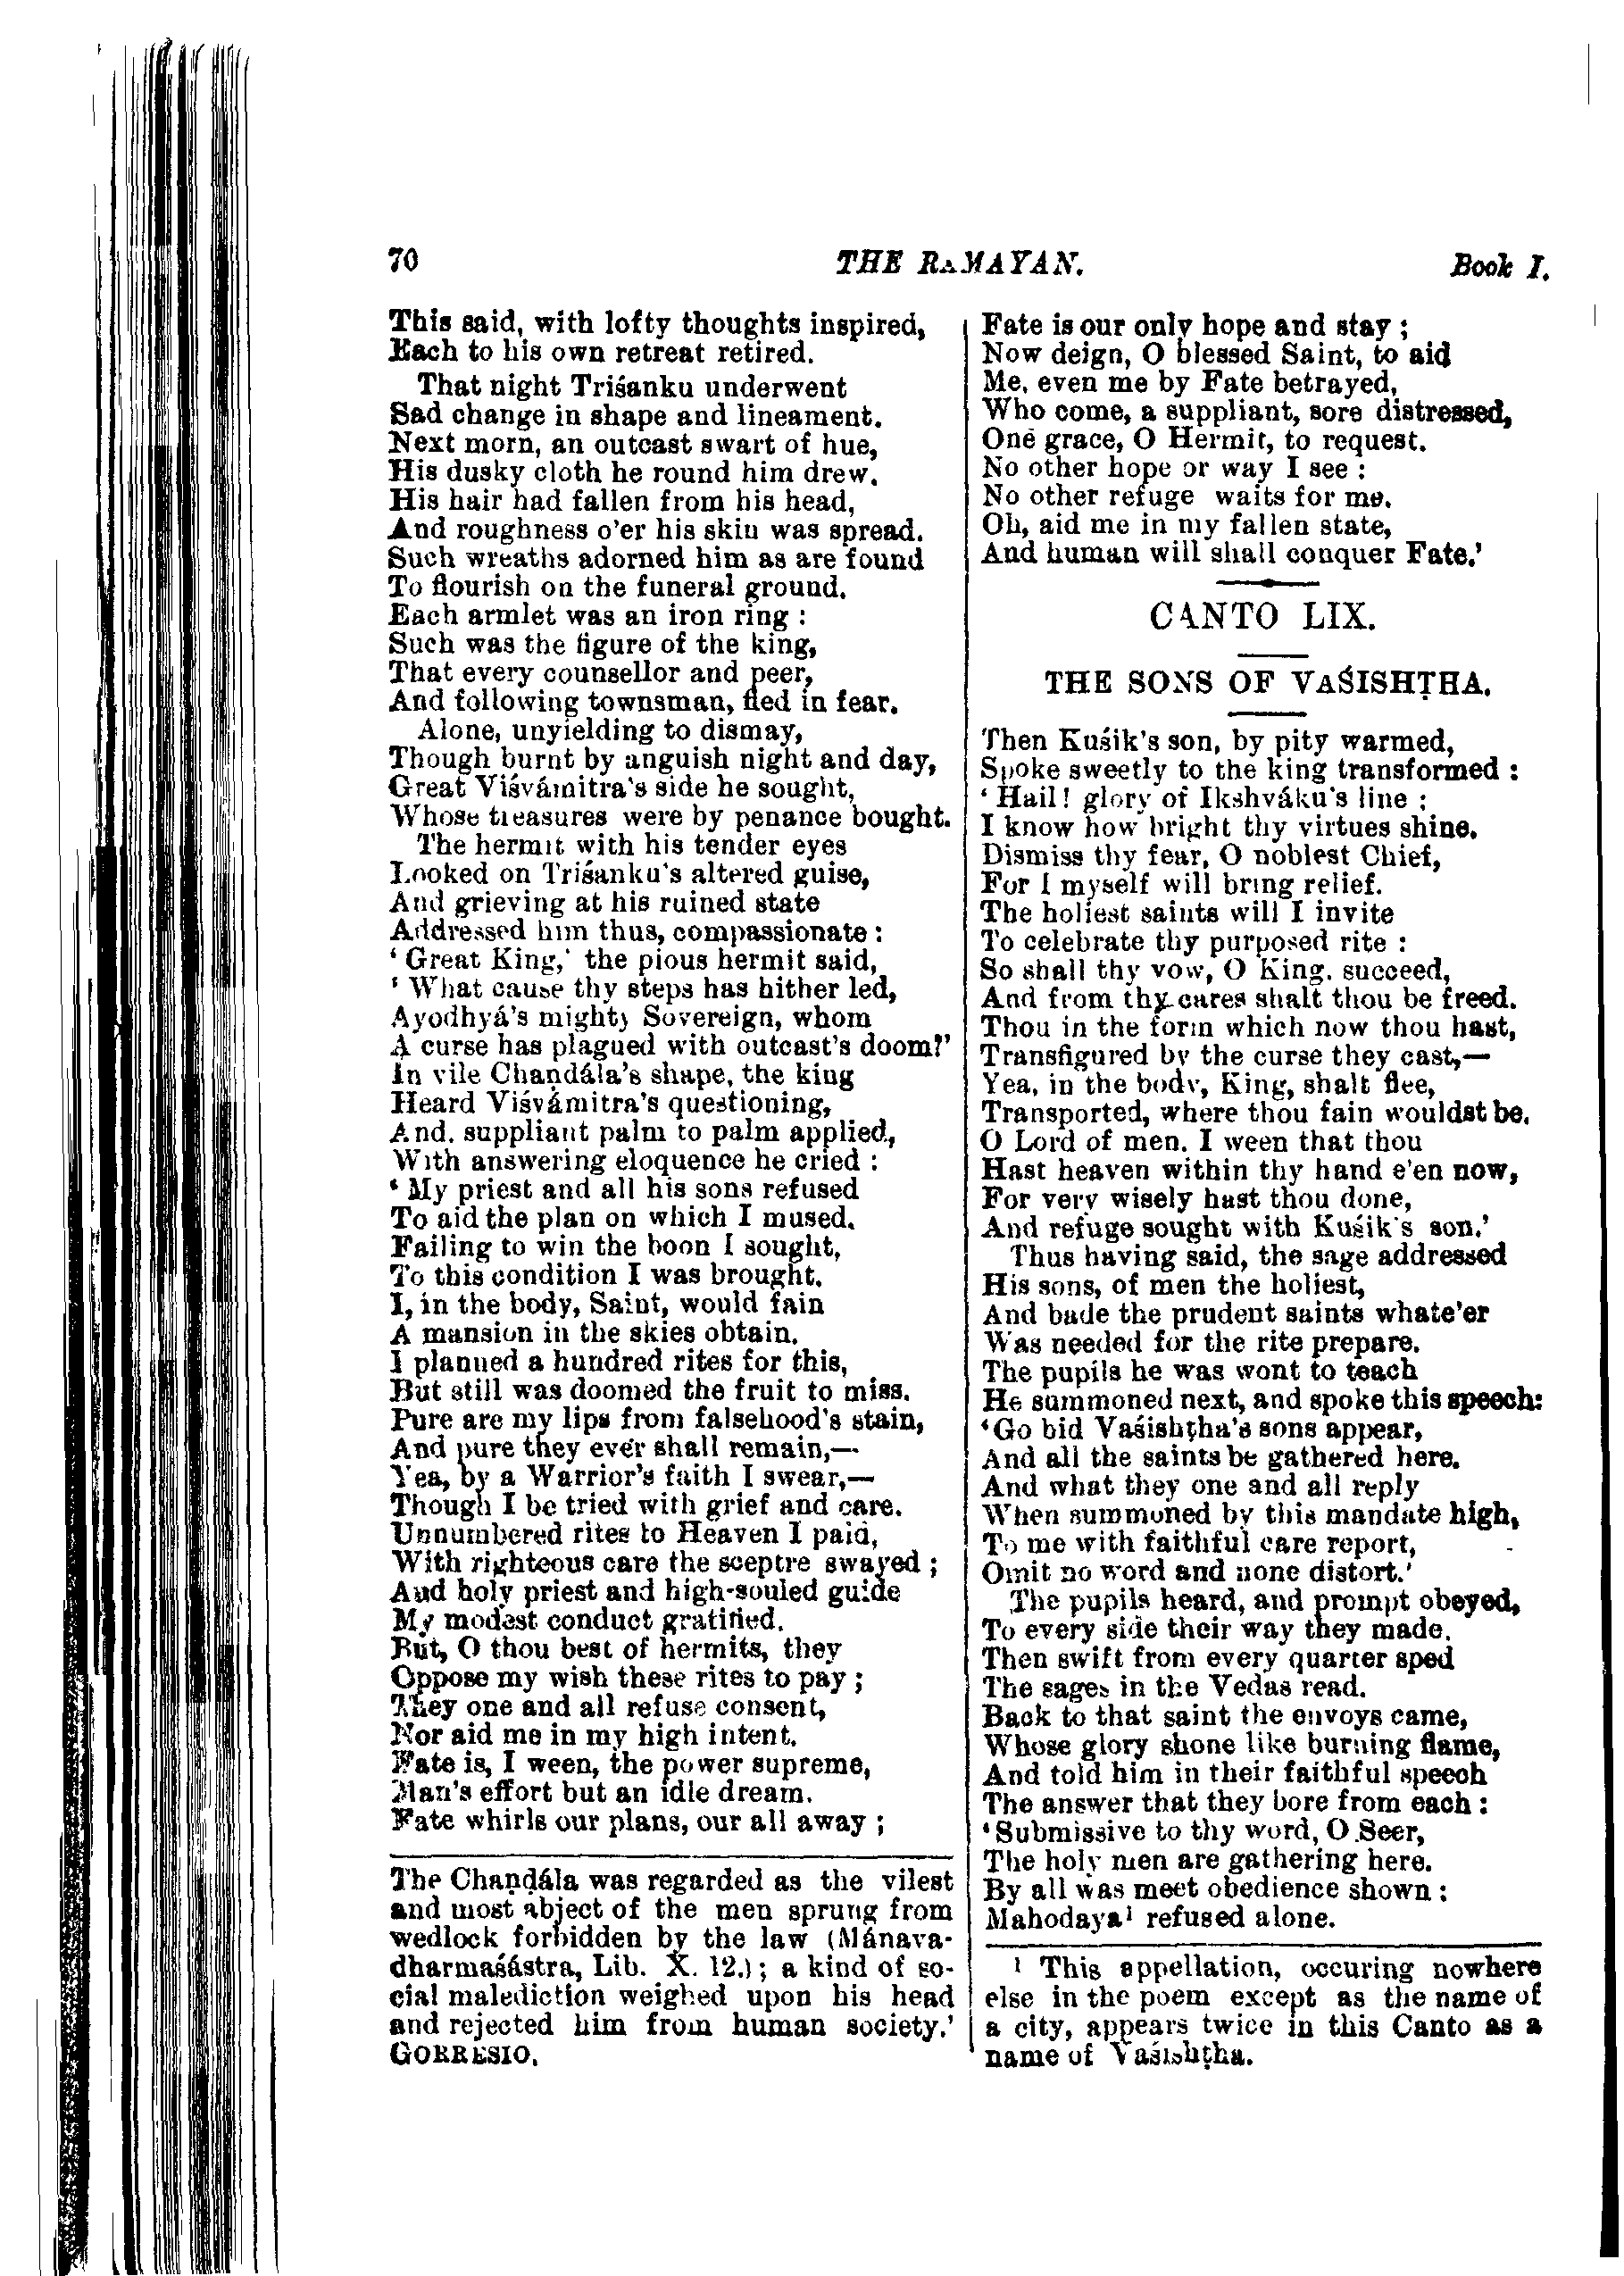 70 THE RAMAYAN. Book I.
This said, with lofty thoughts inspired,
Each to his own retreat retired.
That night Triśanku underwent
Sad change in shape and lineament.
Next morn, an outcast swart of hue,
His dusky cloth he round him drew.
His hair had fallen from his head,
And roughness o'er his skin was spread.
Such wreaths adorned him as are found
To flourish on the funeral ground.
Each armlet was an iron ring :
Such was the figure of the king,
That every counsellor and peer,
And following townsman, fled in fear.
Alone, unyielding to dismay,
Though burnt by anguish night and day,
Great Viśvámitra's side he sought,
Whose treasures were by penance bought.
The hermit with his tender eyes
Looked on Triśanku's altered guise,
And grieving at his ruined state
Addressed him thus, compassionate :
‘ Great King,’ the pious hermit said,
‘ What cause thy steps has hither led,
Ayodhyá's mighty Sovereign, whom
A curse has plagued with outcast's doom?’
In vile Chaṇḍála's shape, the king
Heard Viśvámitra's questioning,
And, suppliant palm to palm applied,
With answering eloquence he cried :
‘ My priest and all his sons refused
To aid the plan on which I mused.
Failing to win the boon I sought,
To this condition I was brought.
I, in the body, Saint, would fain
A mansion in the skies obtain.
I planned a hundred rites for this,
But still was doomed the fruit to miss.
Pure are my lips from falsehood's stain,
And pure they ever shall remain,—
Yea, by a Warrior's faith I swear,—
Though I be tried with grief and care.
Unnumbered rites to Heaven I paid,
With righteous care the sceptre swayed ;
And holy priest and high-souled guide
My modest conduct gratified.
But, O thou best of hermits, they
Oppose my wish these rites to pay ;
They one and all refuse consent,
Nor aid me in my high intent.
Fate is, I ween, the power supreme,
Man's effort but an idle dream.
Fate whirls our plans, our all away ;
The Chaṇḍála was regarded as the vilest
and most abject of the men sprung from
wedlock forbidden by the law (Mánava-
dharmaśástra, Lib. X. 12.) ; a kind of so-
cial malediction weighed upon his head
and rejected him from human society.’
GORRESIO.
Fate is our only hope and stay ;
Now deign, O blessed Saint, to aid
Me, even me by Fate betrayed,
Who come, a suppliant, sore distressed,
One grace, O Hermit, to request.
No other hope or way I see :
No other refuge waits for me.
Oh, aid me in my fallen state,
And human will shall conquer Fate.’
CANTO LIX.
THE SONS OF VAŚISHṬHA.
Then Kuśik's son, by pity warmed,
Spoke sweetly to the king transformed :
‘ Hail! glory of Ikshváku's line ;
I know how bright thy virtues shine.
Dismiss thy fear, O noblest Chief,
For I myself will bring relief.
The holiest saints will I invite
To celebrate thy purposed rite :
So shall thy vow, O King, succeed,
And from thy cares shalt thou be freed.
Thou in the form which now thou hast,
Transfigured by the curse they cast,—
Yea, in the body, King, shalt flee,
Transported, where thou fain wouldst be.
O Lord of men, I ween that thou
Hast heaven within thy hand e'en now,
For very wisely hast thou done,
And refuge sought with Kuśik's son.’
Thus having said, the sage addressed
His sons, of men the holiest,
And bade the prudent saints whate'er
Was needed for the rite prepare.
The pupils he was wont to teach
He summoned next, and spoke this speech:
‘Go bid Vaśishṭha's sons appear,
And all the saints be gathered here.
And what they one and all reply
When summoned by this mandate high,
To me with faithful care report,
Omit no word and none distort.’
The pupils heard, and prompt obeyed,
To every side their way they made.
Then swift from every quarter sped
The sages in the Vedas read.
Back to that saint the envoys came,
Whose glory shone like burning flame,
And told him in their faithful speech
The answer that they bore from each :
‘Submissive to thy word, O Seer,
The holy men are gathering here.
By all was meet obedience shown :
Mahodaya¹ refused alone.
¹ This appellation, occuring nowhere
else in the poem except as the name of
a city, appears twice in this Canto as a
name of Vaśishṭha.